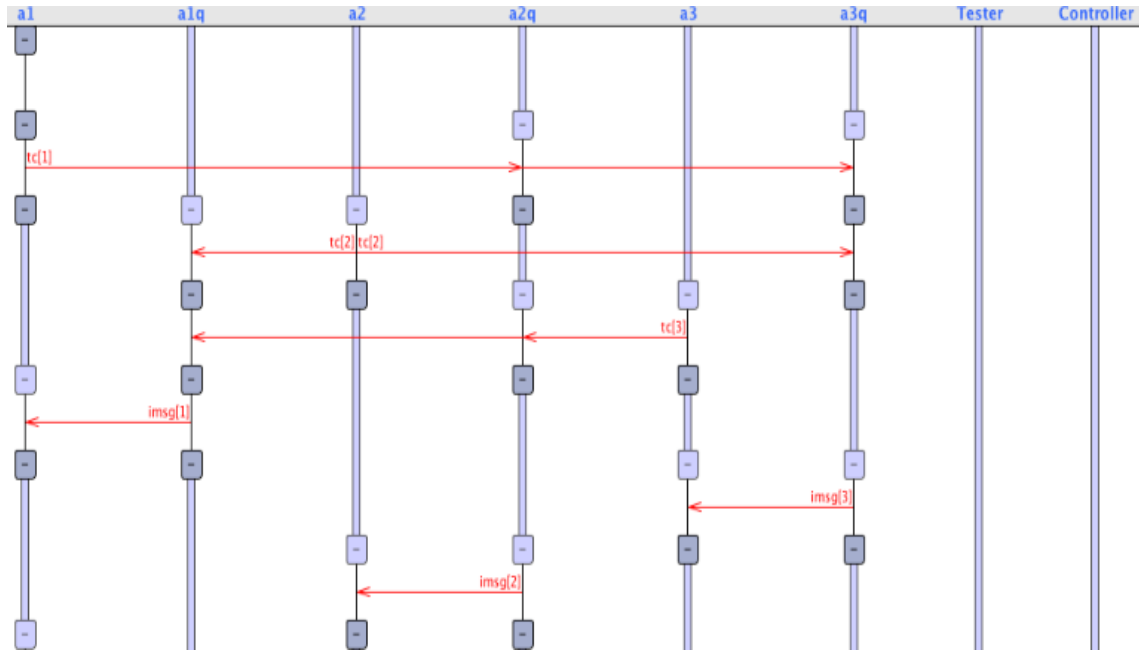 a1 a1q a2 a2q a3 a3q Tester Controller
tc[1]
tc[2] tc[2]
tc[3]
imsg[1]
imsg[3]
imsg[2]